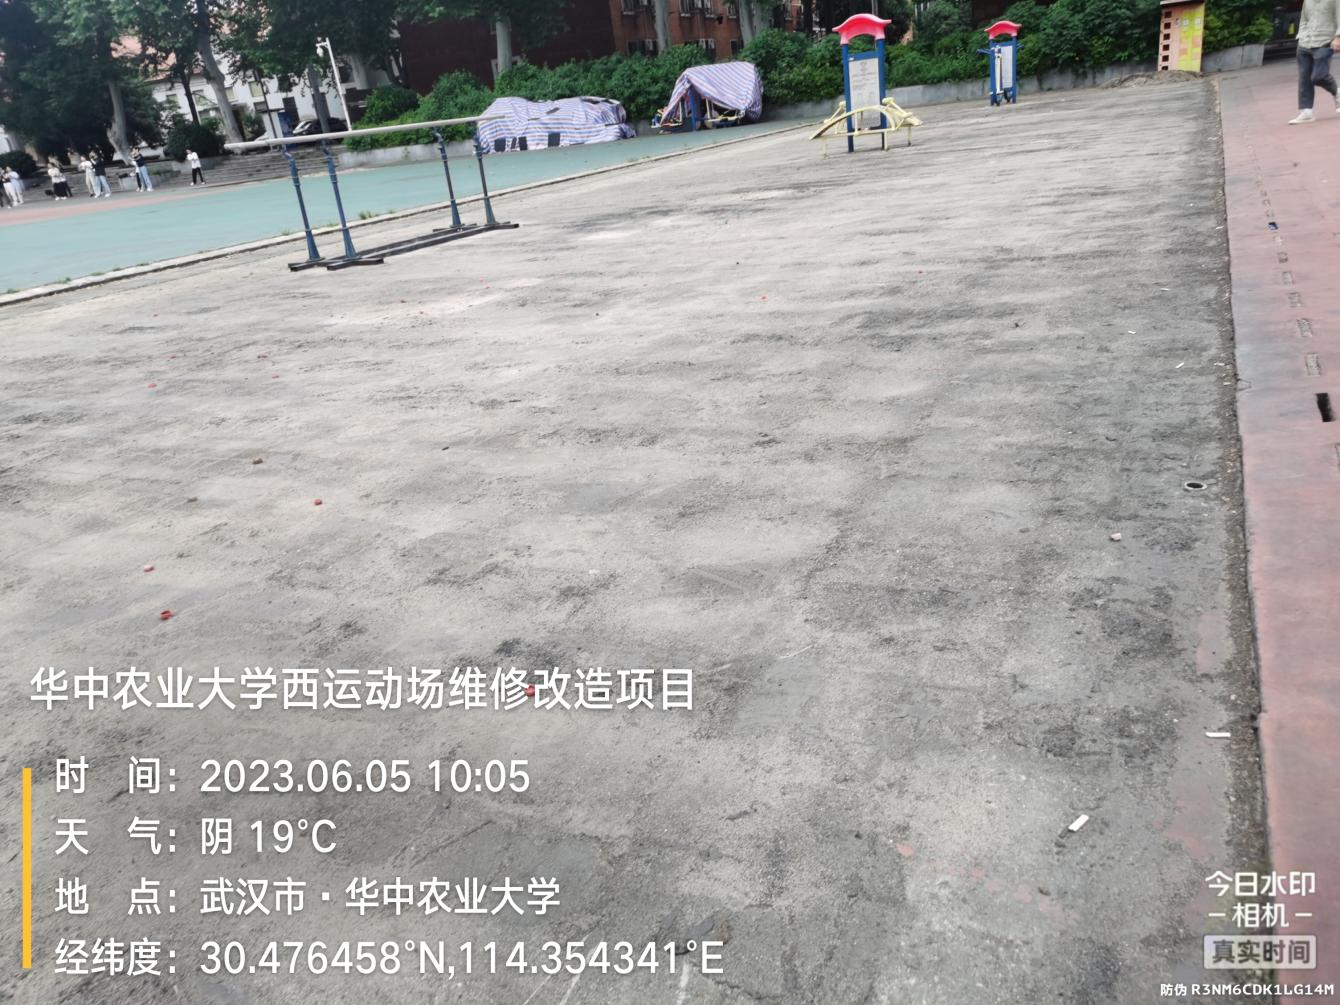 华中农业大学西运动场维修改造项目
时 间：2023.06.05 10:05
天 气：阴 19°C
地 点：武汉市·华中农业大学
经纬度：30.476458°N,114.354341°E
今日水印
-相机-
真实时间
防伪 R3NM6CDK1LG14M